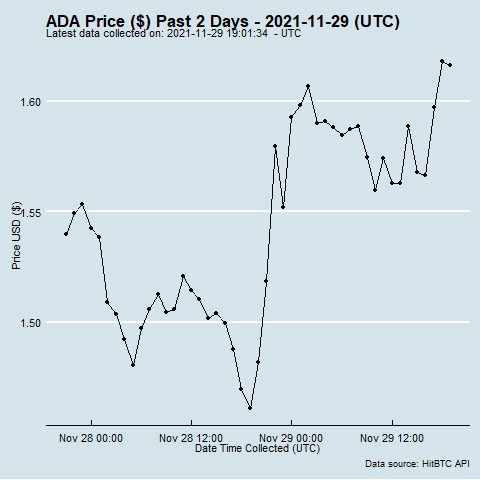 ADA Price ($) Past 2 Days - 2021-11-29 (UTC)
Latest data collected on: 2021-11-29 19:01:34 - UTC
1.60
1.55
1.50
Price USD ($)
Nov 28 00:00
Nov 28 12:00
Nov 29 00:00
Nov 29 12:00
Date Time Collected (UTC)
Data source: HitBTC API